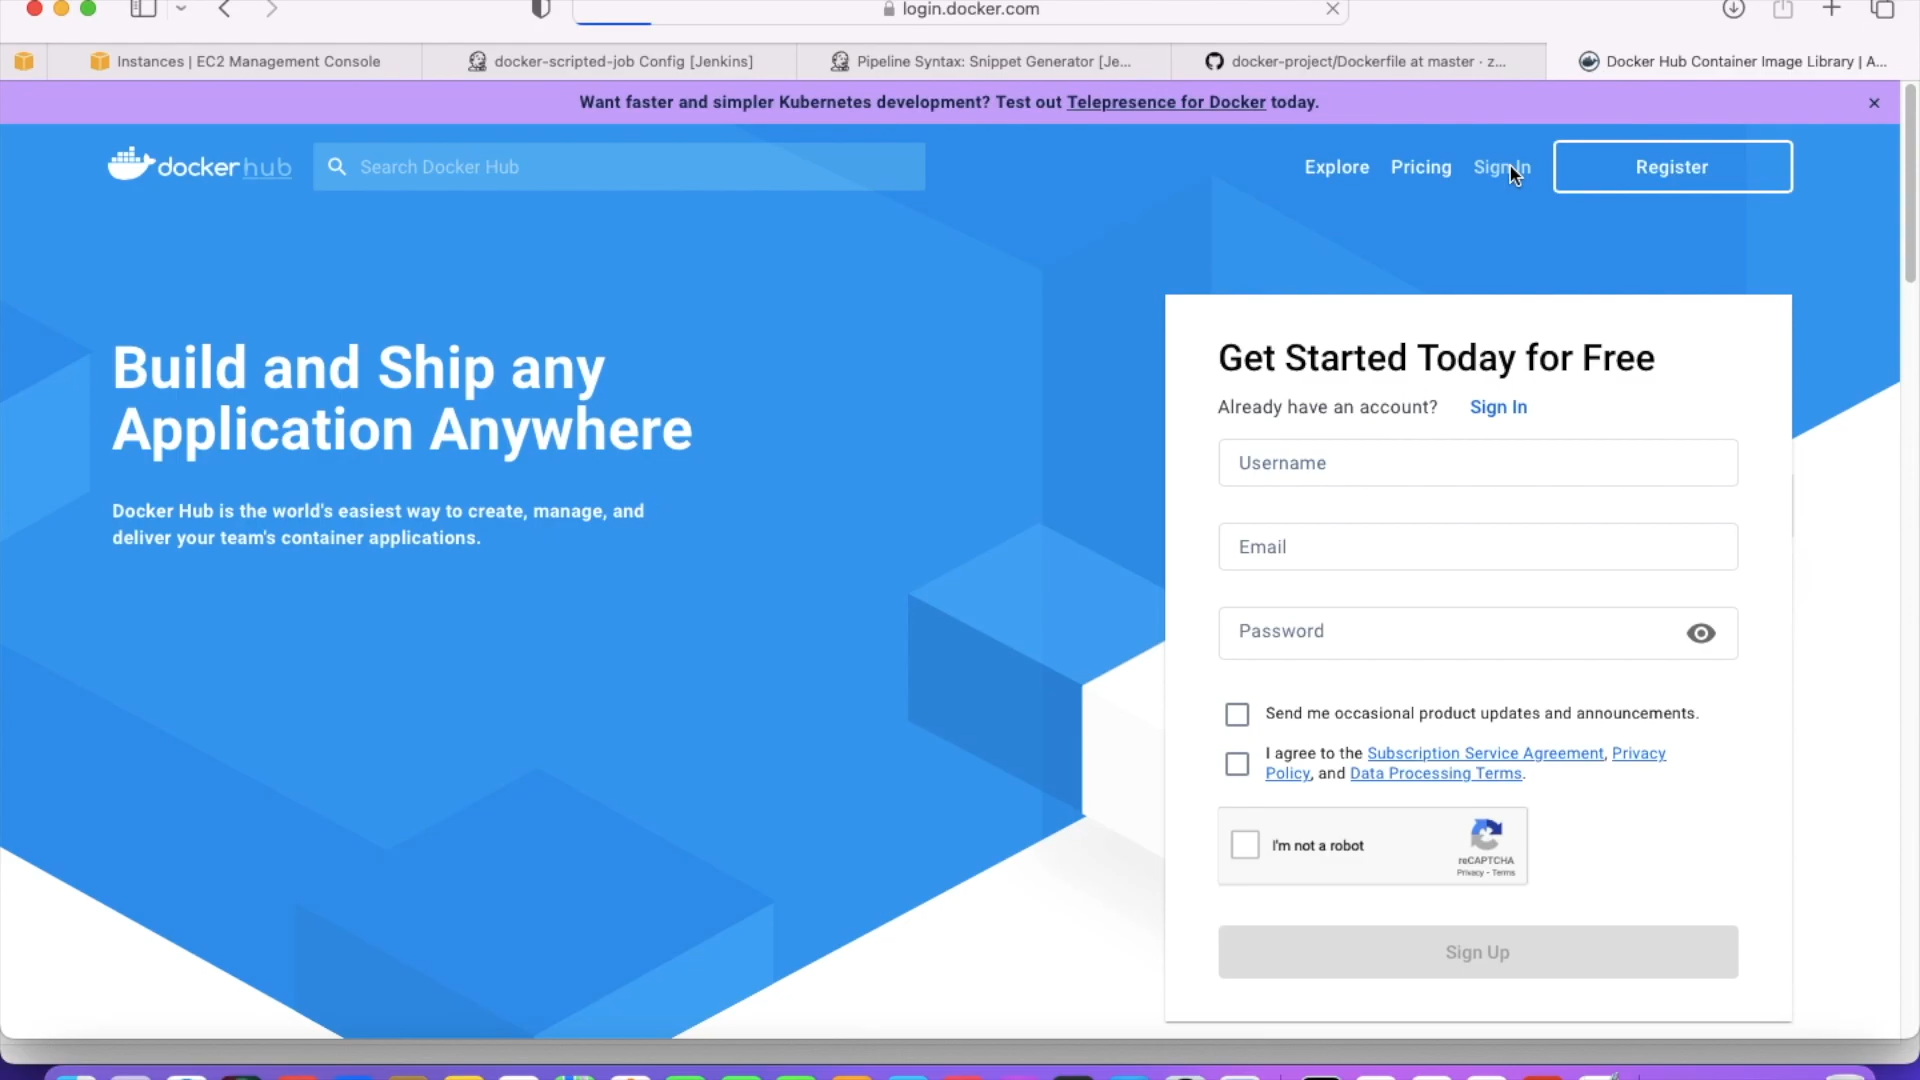 login.docker.com
Instances | EC2 Management Console
docker-scripted-job Config [Jenkins]
Pipeline Syntax: Snippet Generator [Je...
docker-project/Dockerfile at master · z...
Docker Hub Container Image Library | A...
Want faster and simpler Kubernetes development? Test out Telepresence for Docker today.
docker hub
Search Docker Hub
Explore
Pricing
Sign In
Register
Build and Ship any
Application Anywhere
Docker Hub is the world's easiest way to create, manage, and
deliver your team's container applications.
Get Started Today for Free
Already have an account? Sign In
Username
Email
Password
Send me occasional product updates and announcements.
I agree to the Subscription Service Agreement, Privacy
Policy, and Data Processing Terms.
I'm not a robot
reCAPTCHA
Privacy - Terms
Sign Up